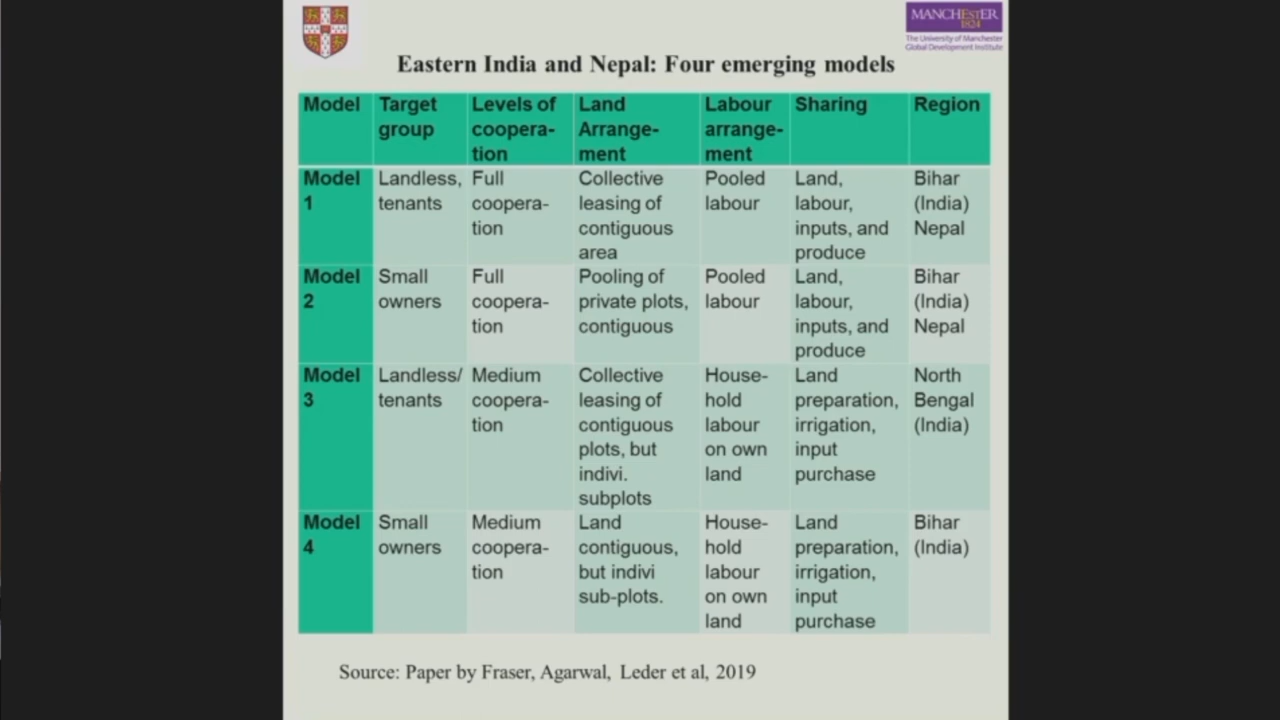 MANCHESTER
1824
The University of Manchester
Global Development Institute
Eastern India and Nepal: Four emerging models
Model
Target
group
Levels of
coopera-
tion
Land
Arrange-
ment
Labour
arrange-
ment
Sharing
Region
Model
1
Landless,
tenants
Full
coopera-
tion
Collective
leasing of
contiguous
area
Pooled
labour
Land,
labour,
inputs, and
produce
Bihar
(India)
Nepal
Model
2
Small
owners
Full
coopera-
tion
Pooling of
private plots,
contiguous
Pooled
labour
Land,
labour,
inputs, and
produce
Bihar
(India)
Nepal
Model
3
Landless/
tenants
Medium
coopera-
tion
Collective
leasing of
contiguous
plots, but
indivi.
subplots
House-
hold
labour
on own
land
Land
preparation,
irrigation,
input
purchase
North
Bengal
(India)
Model
4
Small
owners
Medium
coopera-
tion
Land
contiguous,
but indivi
sub-plots.
House-
hold
labour
on own
land
Land
preparation,
irrigation,
input
purchase
Bihar
(India)
Source: Paper by Fraser, Agarwal, Leder et al, 2019